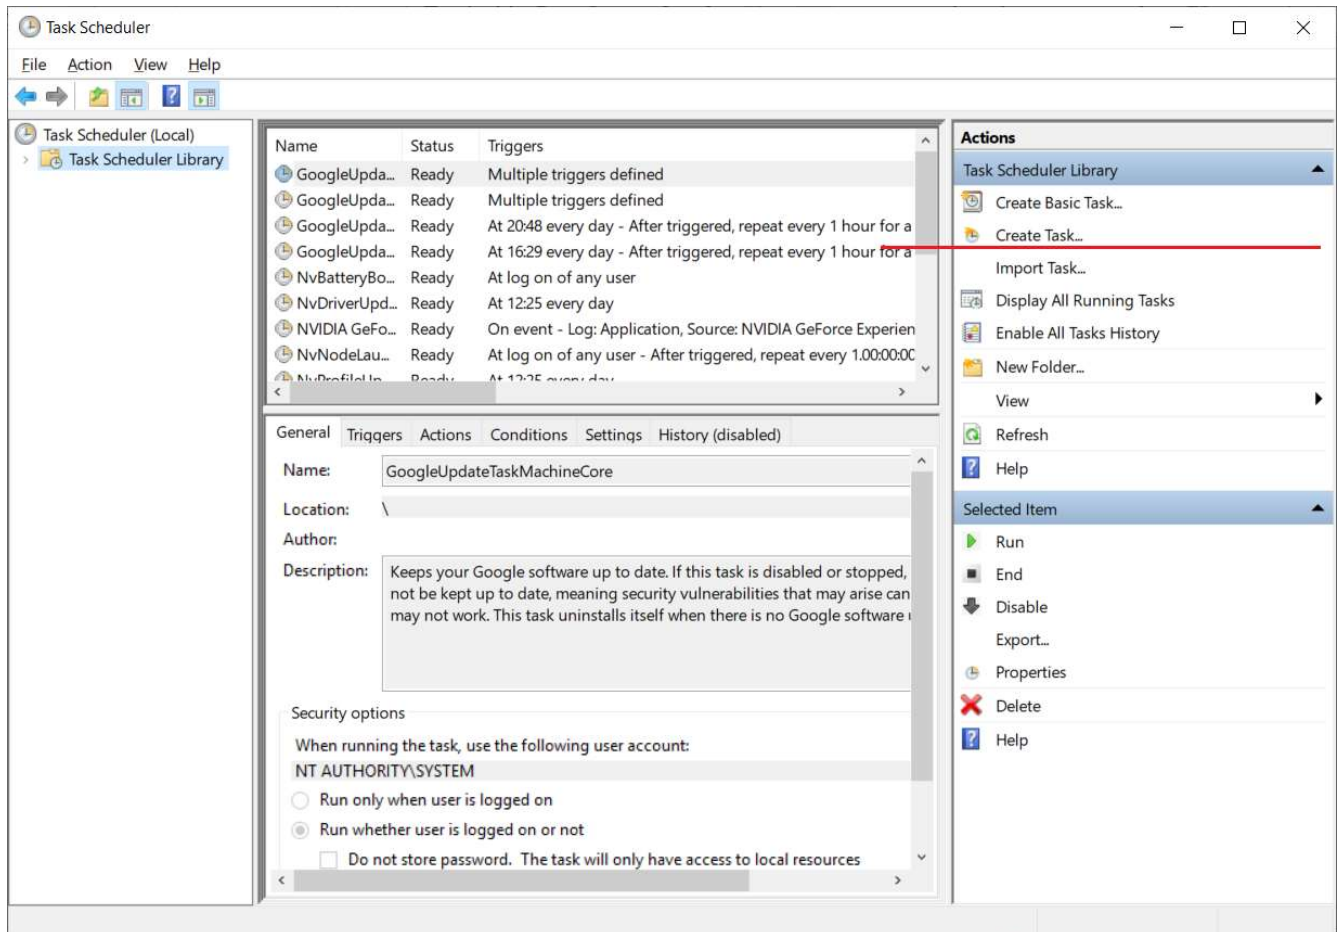 Task Scheduler
File Action View Help
Task Scheduler (Local)
Task Scheduler Library
Name Status Triggers
GoogleUpda... Ready Multiple triggers defined
GoogleUpda... Ready Multiple triggers defined
GoogleUpda... Ready At 20:48 every day - After triggered, repeat every 1 hour for a
GoogleUpda... Ready At 16:29 every day - After triggered, repeat every 1 hour for a
NvBatteryBo... Ready At log on of any user
NvDriverUpd... Ready At 12:25 every day
NVIDIA GeFo... Ready On event - Log: Application, Source: NVIDIA GeForce Experien
NvNodeLau... Ready At log on of any user - After triggered, repeat every 1.00:00:00
NvProfileUp Ready At 12:25 every day
General Triggers Actions Conditions Settings History (disabled)
Name: GoogleUpdateTaskMachineCore
Location: \
Author:
Description: Keeps your Google software up to date. If this task is disabled or stopped,
not be kept up to date, meaning security vulnerabilities that may arise can
may not work. This task uninstalls itself when there is no Google software
Security options
When running the task, use the following user account:
NT AUTHORITY\SYSTEM
Run only when user is logged on
Run whether user is logged on or not
Do not store password. The task will only have access to local resources
Actions
Task Scheduler Library
Create Basic Task...
Create Task...
Import Task...
Display All Running Tasks
Enable All Tasks History
New Folder...
View
Refresh
Help
Selected Item
Run
End
Disable
Export...
Properties
Delete
Help